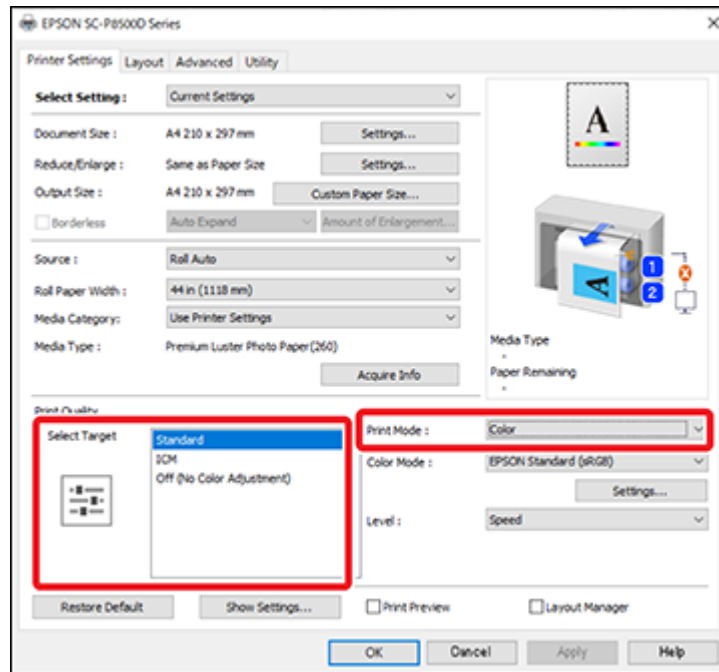 EPSON SC-P8500D Series
Printer Settings Layout Advanced Utility
Select Setting : Current Settings
Document Size : A4 210 x 297 mm Settings...
Reduce/Enlarge : Same as Paper Size Settings...
Output Size : A4 210 x 297 mm Custom Paper Size...
Borderless Auto Expand Amount of Enlargement...
Source : Roll Auto
Roll Paper Width : 44 in (1118 mm)
Media Category: Use Printer Settings
Media Type : Premium Luster Photo Paper(260)
Acquire Info
A
A
1
2
Media Type
-
Paper Remaining
-
Print Quality
Select Target
Standard
ICM
Off (No Color Adjustment)
Print Mode : Color
Color Mode : EPSON Standard (sRGB)
Settings...
Level : Speed
Restore Default Show Settings... Print Preview Layout Manager
OK Cancel Apply Help